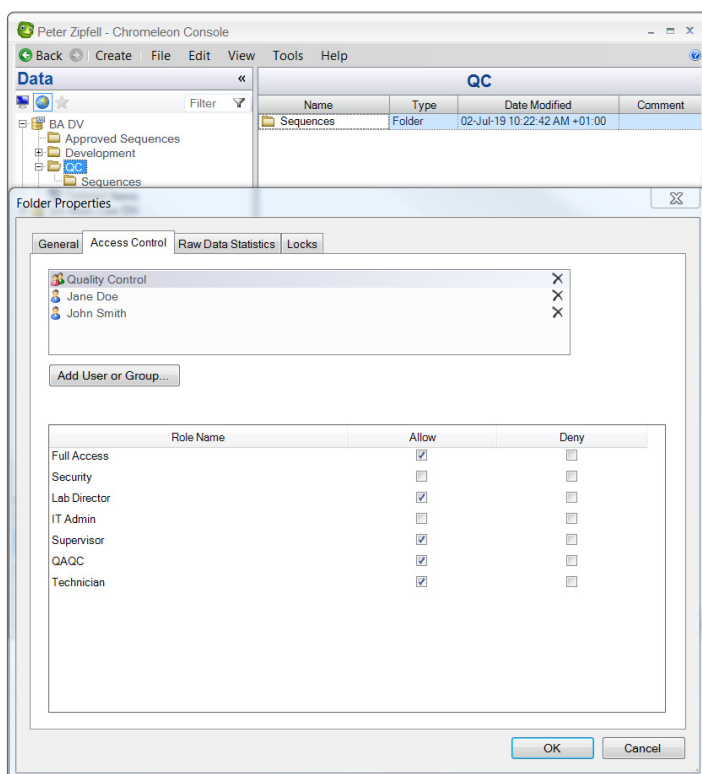 Peter Zipfell - Chromeleon Console
Back Create File Edit View Tools Help
Data «
Filter
BA DV
Approved Sequences
Development
QC
Sequences
QC
Name Type Date Modified Comment
Sequences Folder 02-Jul-19 10:22:42 AM +01:00
Folder Properties
General Access Control Raw Data Statistics Locks
Quality Control
Jane Doe
John Smith
Add User or Group...
Role Name Allow Deny
Full Access
Security
Lab Director
IT Admin
Supervisor
QAQC
Technician
OK Cancel